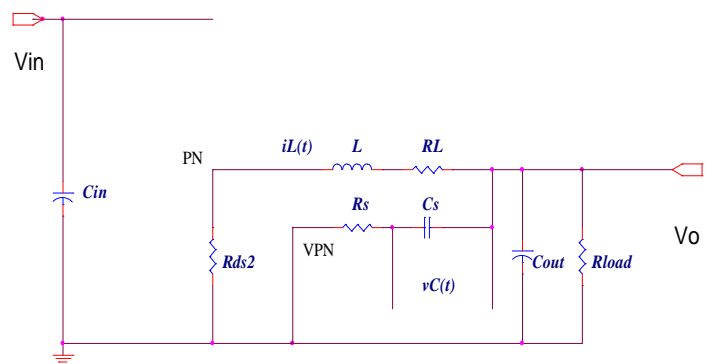 Vin
iL(t) L RL
PN
Cin
Rs Cs
VPN
Vo
Rds2
vC(t)
Cout Rload